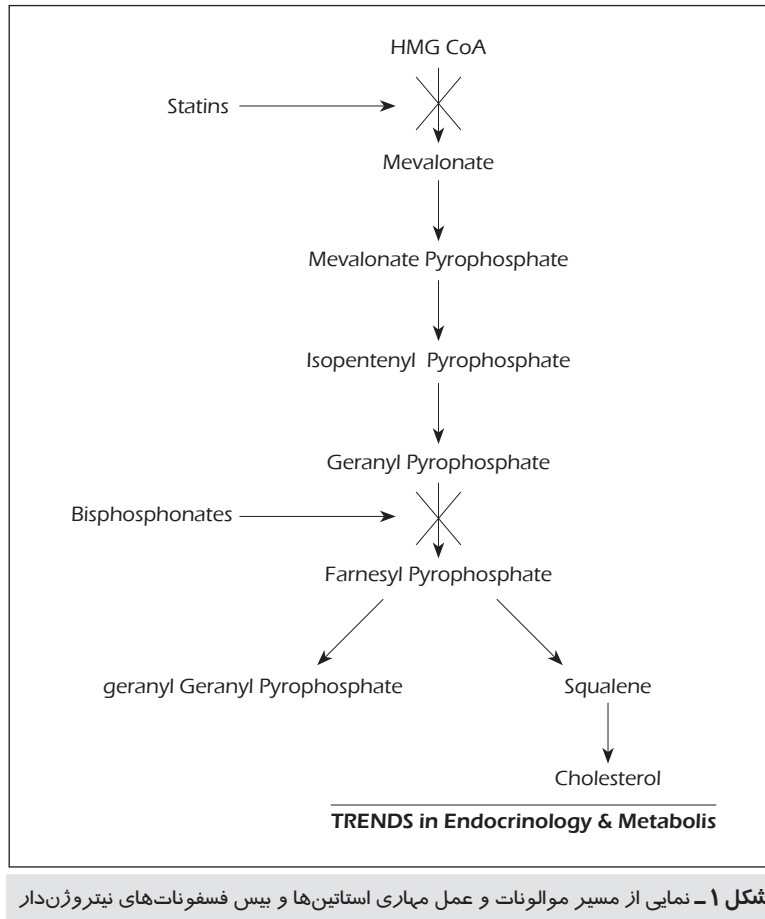 HMG CoA
Statins
Mevalonate
Mevalonate Pyrophosphate
Isopentenyl Pyrophosphate
Geranyl Pyrophosphate
Bisphosphonates
Farnesyl Pyrophosphate
geranyl Geranyl Pyrophosphate Squalene
Cholesterol
TRENDS in Endocrinology & Metabolis
شکل ۱ ـ نمایی از مسیر موالونات و عمل مهاری استاتین‌ها و بیس فسفونات‌های نیتروژن‌دار